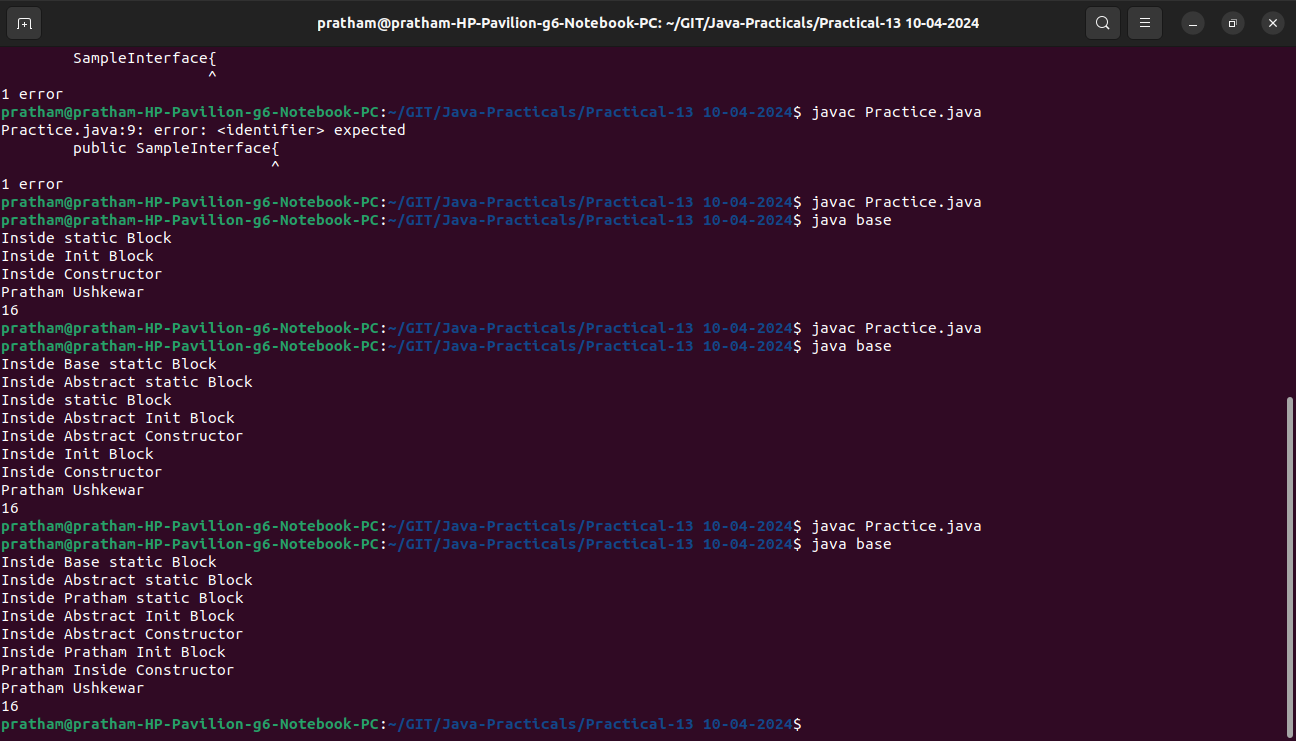 pratham@pratham-HP-Pavilion-g6-Notebook-PC: ~/GIT/Java-Practicals/Practical-13 10-04-2024
        SampleInterface{
                       ^
1 error
pratham@pratham-HP-Pavilion-g6-Notebook-PC:~/GIT/Java-Practicals/Practical-13 10-04-2024$ javac Practice.java
Practice.java:9: error: <identifier> expected
        public SampleInterface{
                              ^
1 error
pratham@pratham-HP-Pavilion-g6-Notebook-PC:~/GIT/Java-Practicals/Practical-13 10-04-2024$ javac Practice.java
pratham@pratham-HP-Pavilion-g6-Notebook-PC:~/GIT/Java-Practicals/Practical-13 10-04-2024$ java base
Inside static Block
Inside Init Block
Inside Constructor
Pratham Ushkewar
16
pratham@pratham-HP-Pavilion-g6-Notebook-PC:~/GIT/Java-Practicals/Practical-13 10-04-2024$ javac Practice.java
pratham@pratham-HP-Pavilion-g6-Notebook-PC:~/GIT/Java-Practicals/Practical-13 10-04-2024$ java base
Inside Base static Block
Inside Abstract static Block
Inside static Block
Inside Abstract Init Block
Inside Abstract Constructor
Inside Init Block
Inside Constructor
Pratham Ushkewar
16
pratham@pratham-HP-Pavilion-g6-Notebook-PC:~/GIT/Java-Practicals/Practical-13 10-04-2024$ javac Practice.java
pratham@pratham-HP-Pavilion-g6-Notebook-PC:~/GIT/Java-Practicals/Practical-13 10-04-2024$ java base
Inside Base static Block
Inside Abstract static Block
Inside Pratham static Block
Inside Abstract Init Block
Inside Abstract Constructor
Inside Pratham Init Block
Pratham Inside Constructor
Pratham Ushkewar
16
pratham@pratham-HP-Pavilion-g6-Notebook-PC:~/GIT/Java-Practicals/Practical-13 10-04-2024$